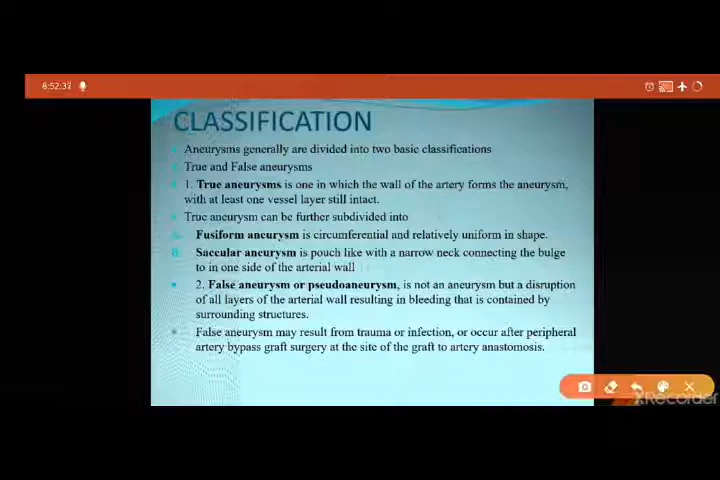 8:52:37
CLASSIFICATION
Aneurysms generally are divided into two basic classifications
True and False aneurysms
1. True aneurysms is one in which the wall of the artery forms the aneurysm,
with at least one vessel layer still intact.
True aneurysm can be further subdivided into
Fusiform aneurysm is circumferential and relatively uniform in shape.
Saccular aneurysm is pouch like with a narrow neck connecting the bulge
to in one side of the arterial wall
2. False aneurysm or pseudoaneurysm, is not an aneurysm but a disruption
of all layers of the arterial wall resulting in bleeding that is contained by
surrounding structures.
False aneurysm may result from trauma or infection, or occur after peripheral
artery bypass graft surgery at the site of the graft to artery anastomosis.
XRecorder